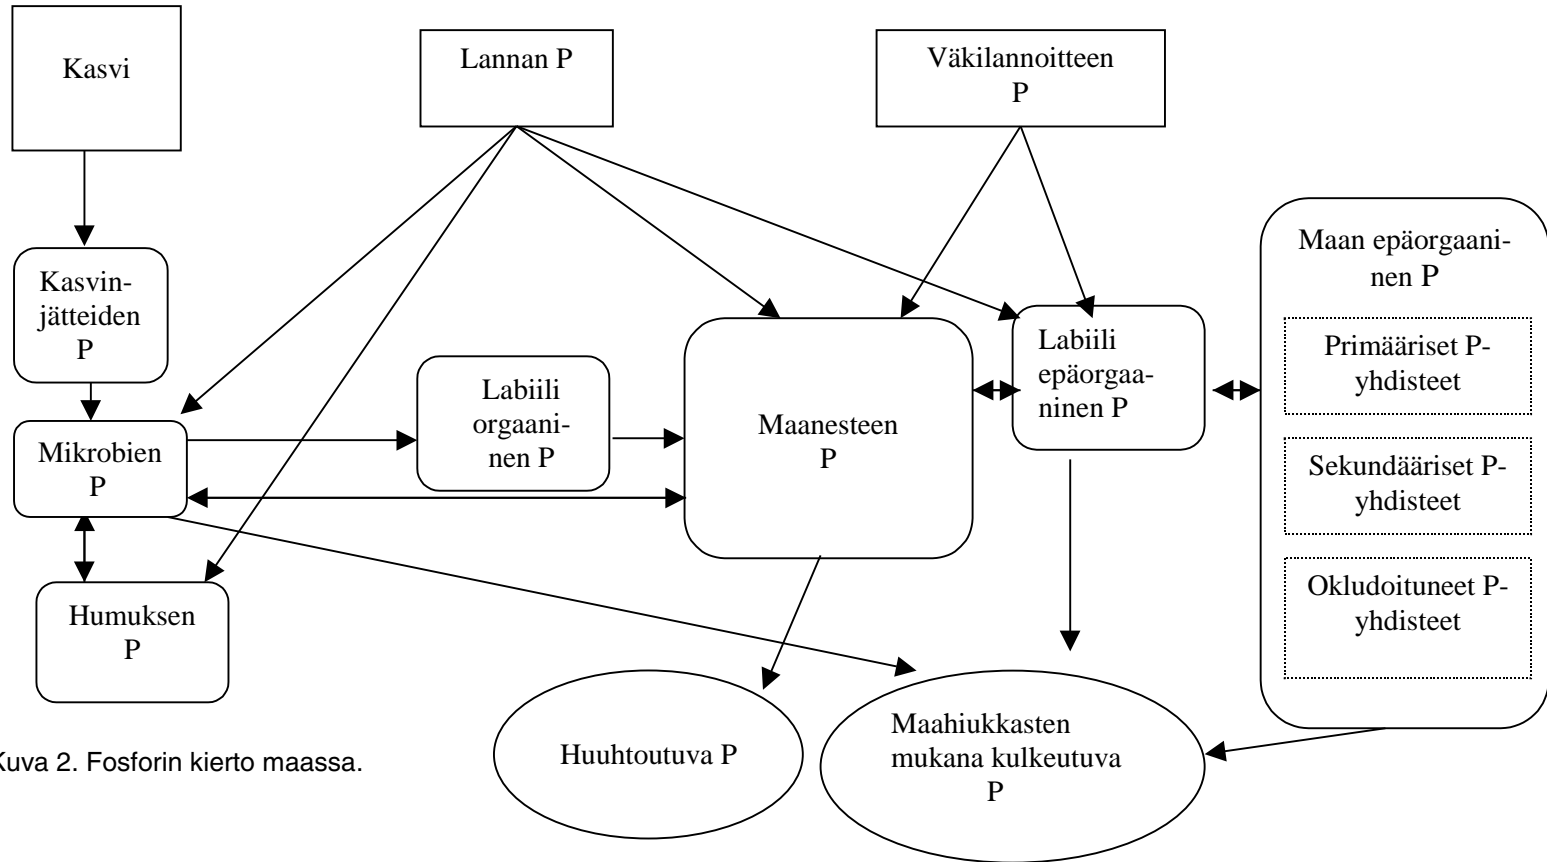 Kasvi
Lannan P
Väkilannoitteen
P
Kasvin-
jätteiden
P
Mikrobien
P
Humuksen
P
Labiili
orgaani-
nen P
Maanesteen
P
Labiili
epäorgaa-
ninen P
Maan epäorgaani-
nen P
Primääriset P-
yhdisteet
Sekundääriset P-
yhdisteet
Okludoituneet P-
yhdisteet
Huuhtoutuva P
Maahiukkasten
mukana kulkeutuva
P
Kuva 2. Fosforin kierto maassa.